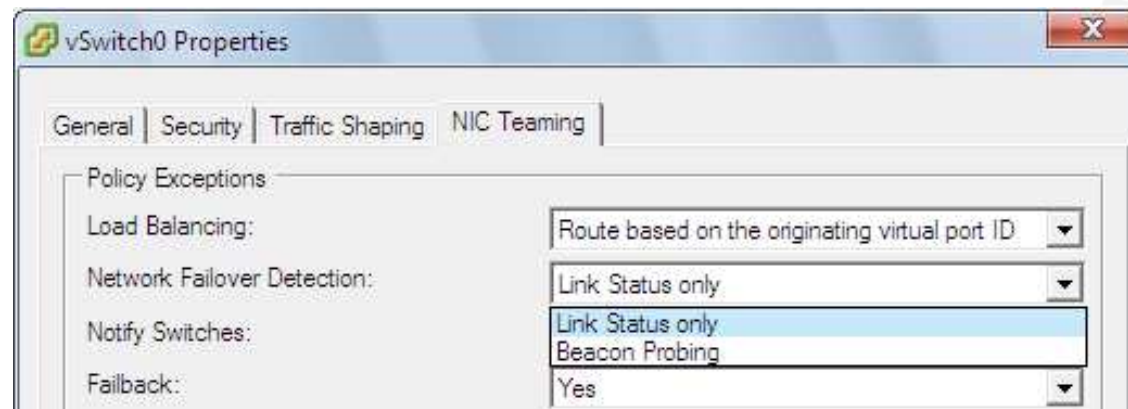 vSwitch0 Properties
General Security Traffic Shaping NIC Teaming
Policy Exceptions
Load Balancing: Route based on the originating virtual port ID
Network Failover Detection: Link Status only
Link Status only
Notify Switches:
Beacon Probing
Failback: Yes